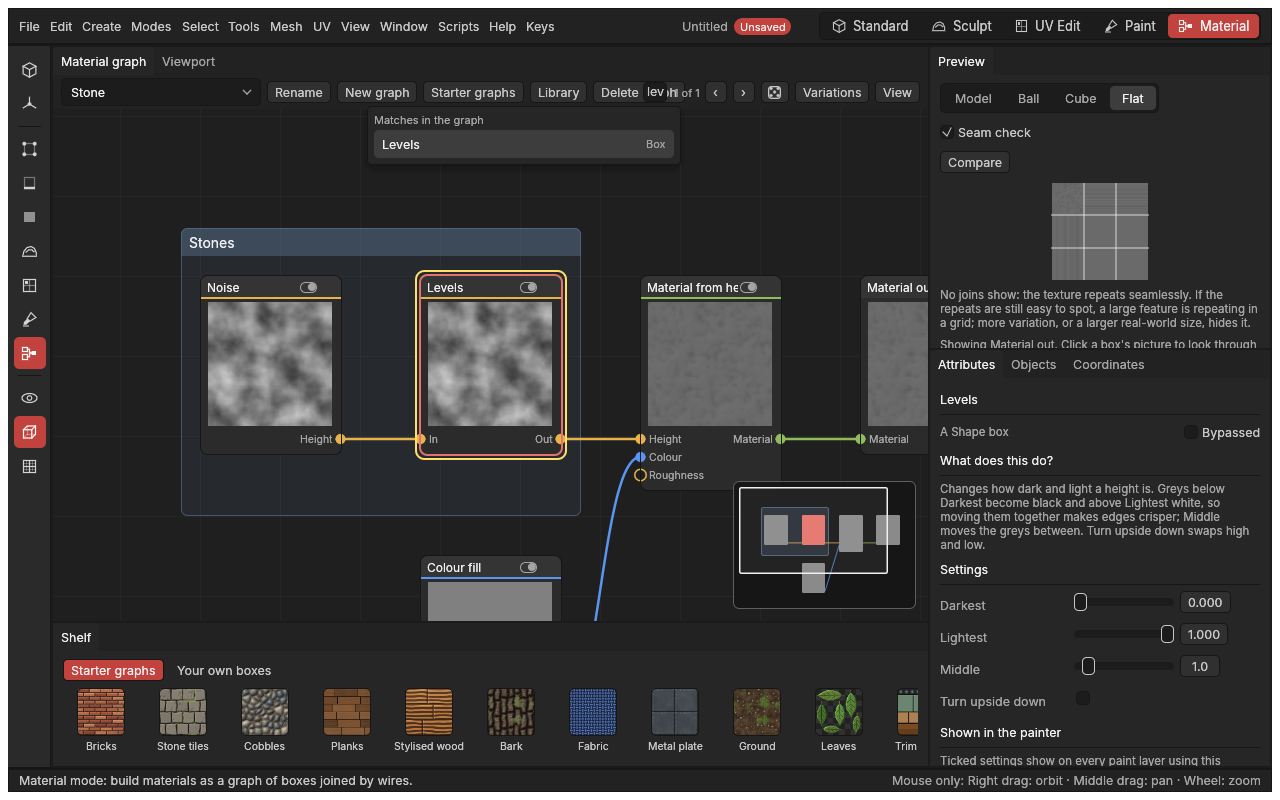 File Edit Create Modes Select Tools Mesh UV View Window Scripts Help Keys Untitled Unsaved Standard Sculpt UV Edit Paint Material
Material graph Viewport
Stone Rename New graph Starter graphs Library Delete lev of 1 ‹ › Variations View
Matches in the graph
Levels Box
Stones
Noise
Height
Levels
In Out
Material from he
Height Material
Colour
Roughness
Material ou
Material
Colour fill
Shelf
Starter graphs Your own boxes
Bricks Stone tiles Cobbles Planks Stylised wood Bark Fabric Metal plate Ground Leaves Trim
Preview
Model Ball Cube Flat
Seam check
Compare
No joins show: the texture repeats seamlessly. If the
repeats are still easy to spot, a large feature is repeating in
a grid; more variation, or a larger real-world size, hides it.
Showing Material out. Click a box's picture to look through
Attributes Objects Coordinates
Levels
A Shape box Bypassed
What does this do?
Changes how dark and light a height is. Greys below
Darkest become black and above Lightest white, so
moving them together makes edges crisper; Middle
moves the greys between. Turn upside down swaps high
and low.
Settings
Darkest 0.000
Lightest 1.000
Middle 1.0
Turn upside down
Shown in the painter
Ticked settings show on every paint layer using this
Material mode: build materials as a graph of boxes joined by wires. Mouse only: Right drag: orbit · Middle drag: pan · Wheel: zoom